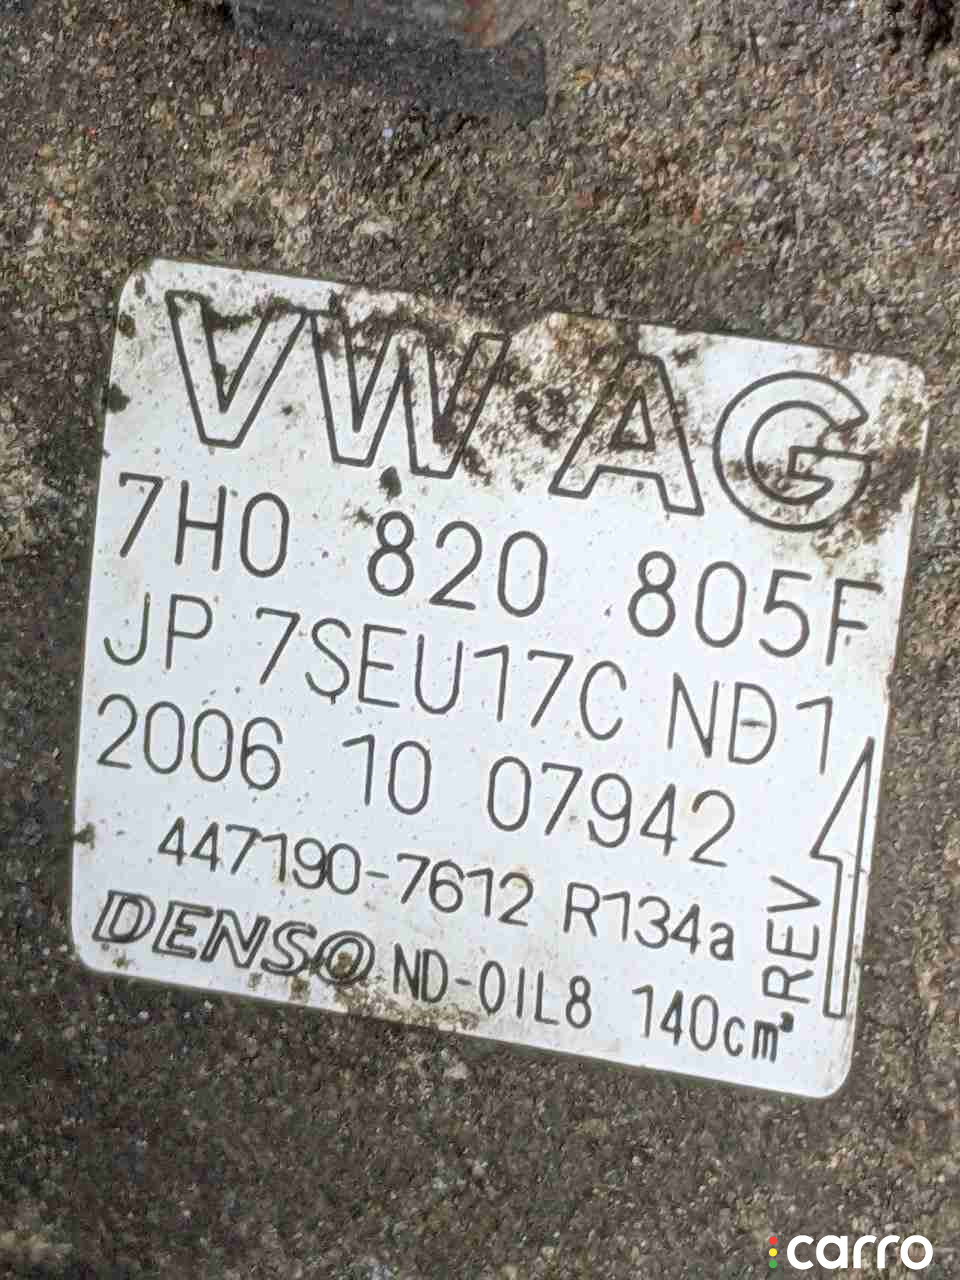 VW AG
7H0 820 805F
JP 7SEU17C ND1
2006 10 07942
447190-7612 R134a
DENSO ND-OIL8 140cm³
REV
carro